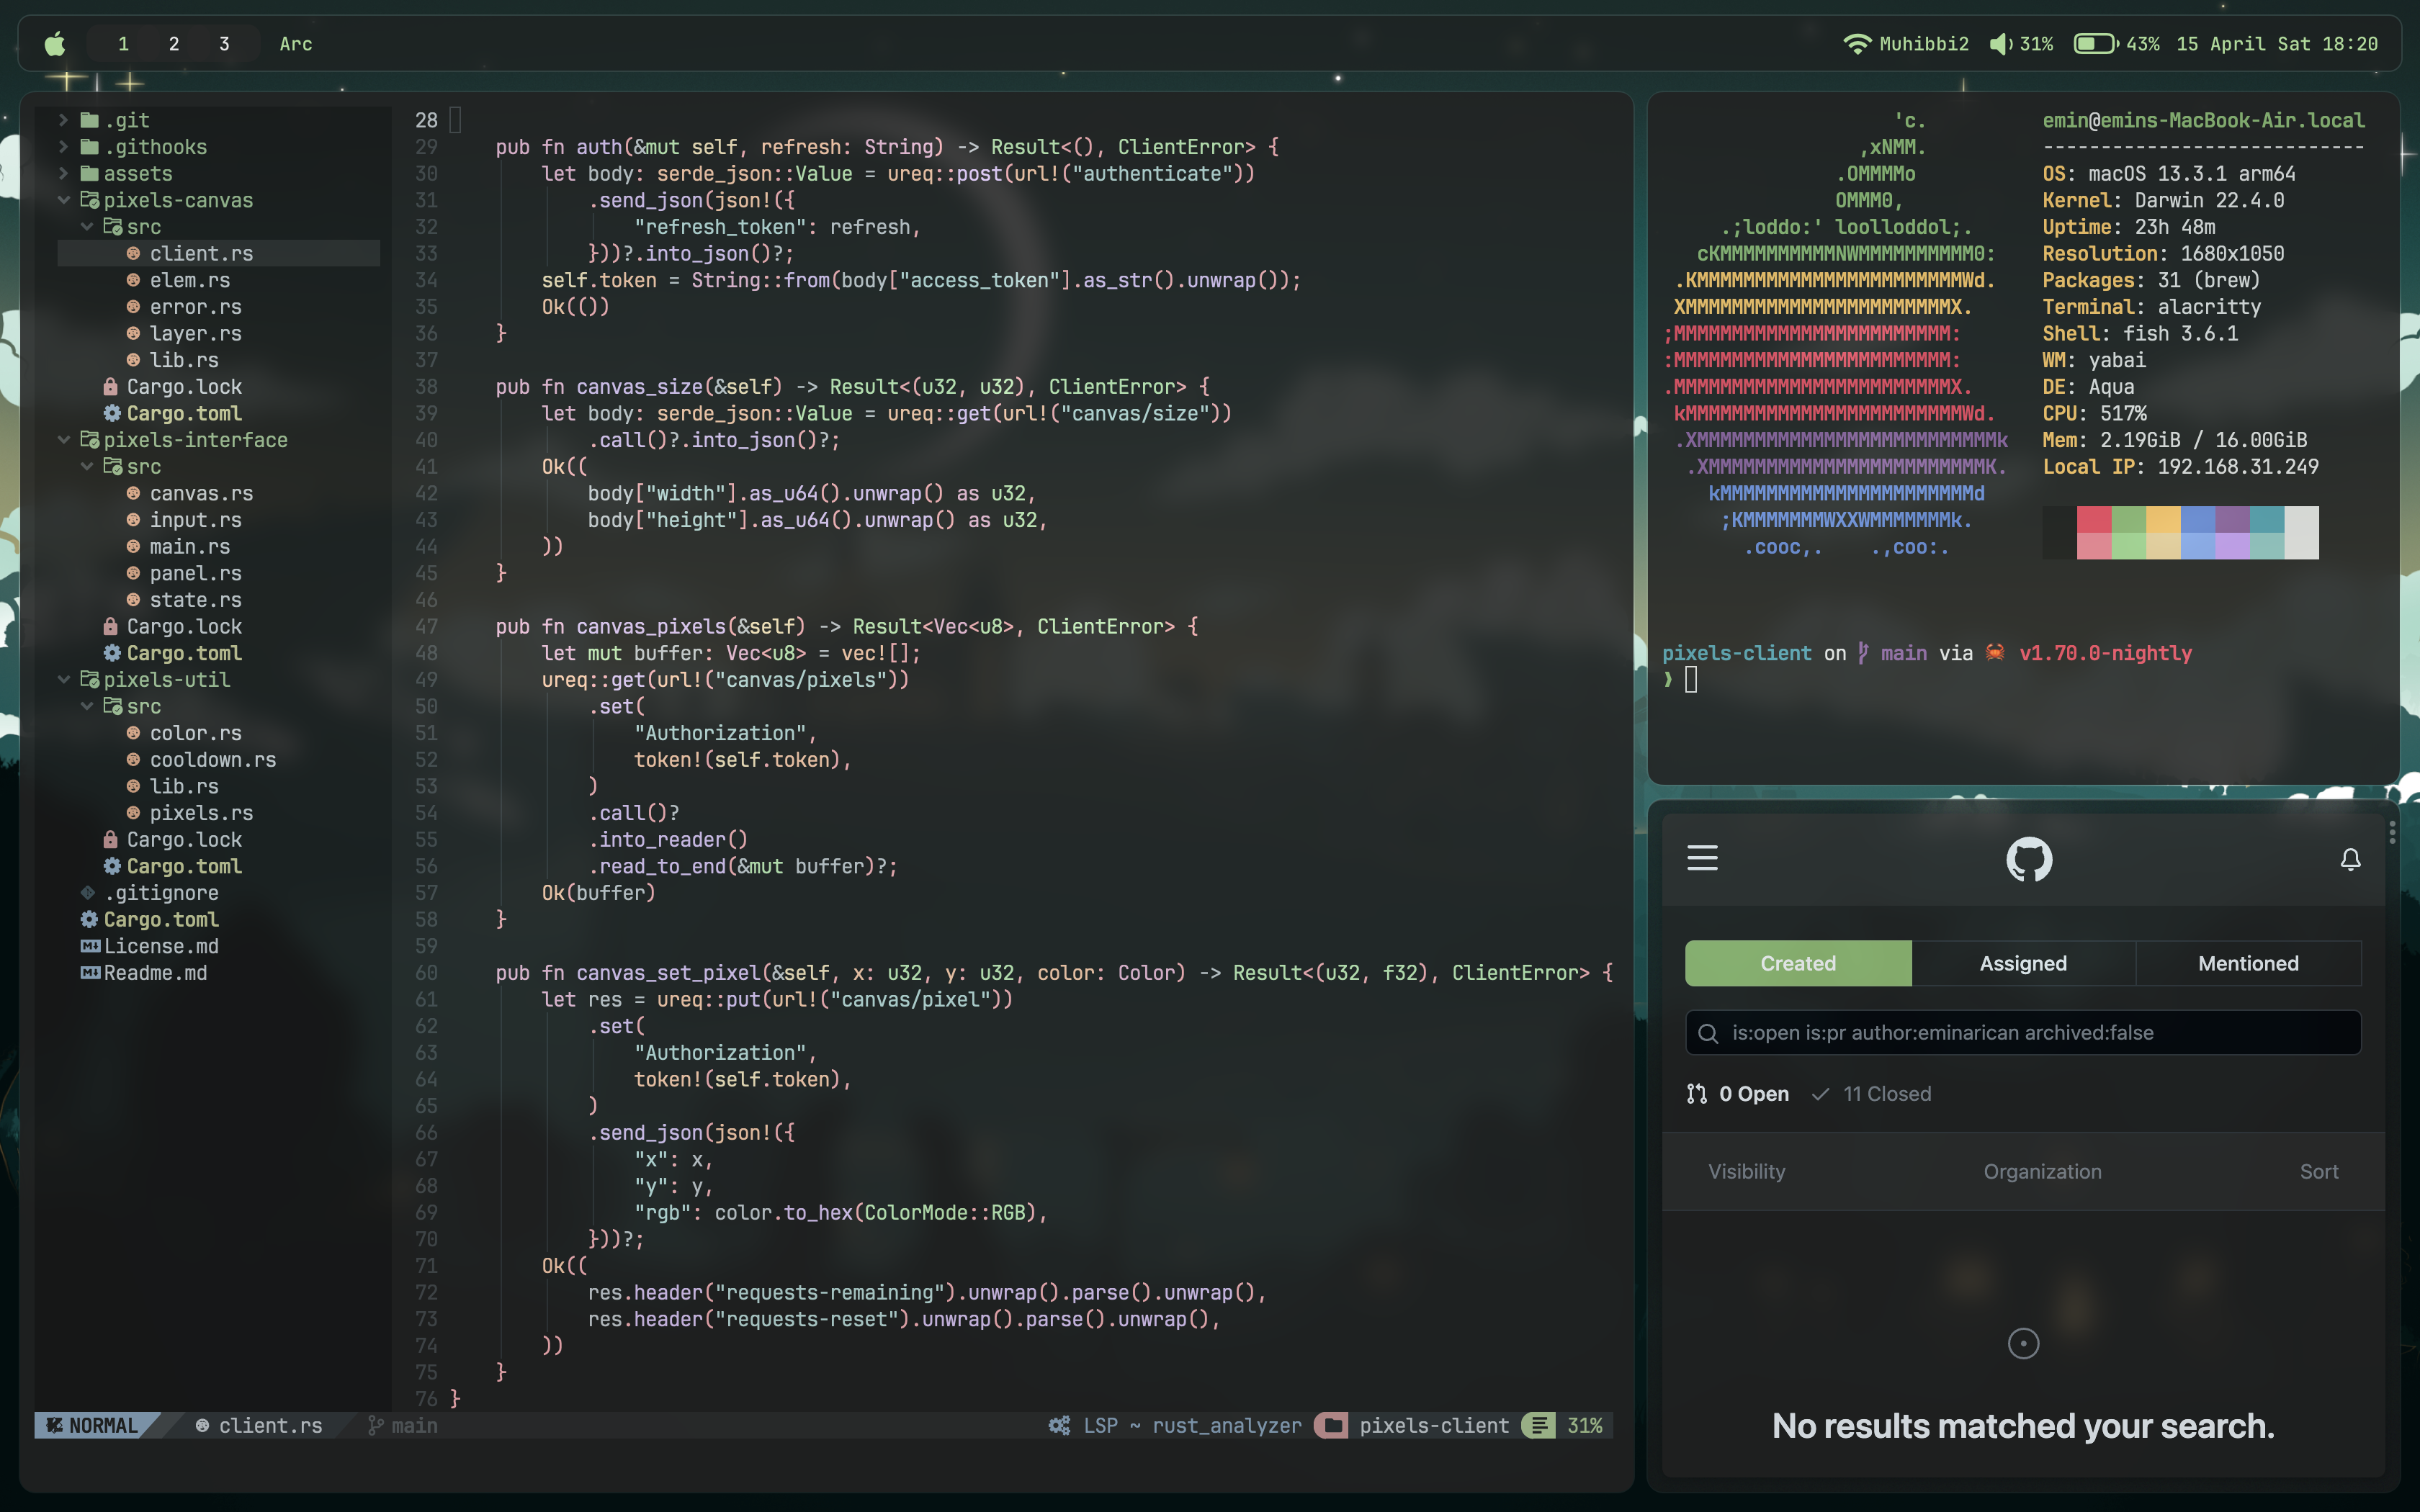 1 2 3 Arc
Muhibbi2 31% 43% 15 April Sat 18:20
.git
.githooks
assets
pixels-canvas
src
client.rs
elem.rs
error.rs
layer.rs
lib.rs
Cargo.lock
Cargo.toml
pixels-interface
src
canvas.rs
input.rs
main.rs
panel.rs
state.rs
Cargo.lock
Cargo.toml
pixels-util
src
color.rs
cooldown.rs
lib.rs
pixels.rs
Cargo.lock
Cargo.toml
.gitignore
Cargo.toml
License.md
Readme.md
28
29     pub fn auth(&mut self, refresh: String) -> Result<(), ClientError> {
30         let body: serde_json::Value = ureq::post(url!("authenticate"))
31             .send_json(json!({
32                 "refresh_token": refresh,
33             }))?.into_json()?;
34         self.token = String::from(body["access_token"].as_str().unwrap());
35         Ok(())
36     }
37
38     pub fn canvas_size(&self) -> Result<(u32, u32), ClientError> {
39         let body: serde_json::Value = ureq::get(url!("canvas/size"))
40             .call()?.into_json()?;
41         Ok((
42             body["width"].as_u64().unwrap() as u32,
43             body["height"].as_u64().unwrap() as u32,
44         ))
45     }
46
47     pub fn canvas_pixels(&self) -> Result<Vec<u8>, ClientError> {
48         let mut buffer: Vec<u8> = vec![];
49         ureq::get(url!("canvas/pixels"))
50             .set(
51                 "Authorization",
52                 token!(self.token),
53             )
54             .call()?
55             .into_reader()
56             .read_to_end(&mut buffer)?;
57         Ok(buffer)
58     }
59
60     pub fn canvas_set_pixel(&self, x: u32, y: u32, color: Color) -> Result<(u32, f32), ClientError> {
61         let res = ureq::put(url!("canvas/pixel"))
62             .set(
63                 "Authorization",
64                 token!(self.token),
65             )
66             .send_json(json!({
67                 "x": x,
68                 "y": y,
69                 "rgb": color.to_hex(ColorMode::RGB),
70             }))?;
71         Ok((
72             res.header("requests-remaining").unwrap().parse().unwrap(),
73             res.header("requests-reset").unwrap().parse().unwrap(),
74         ))
75     }
76 }
NORMAL client.rs main LSP ~ rust_analyzer pixels-client 31%
'c.
,xNMM.
.OMMMMo
OMMM0,
.;loddo:' loolloddol;.
cKMMMMMMMMMMNWMMMMMMMMMM0:
.KMMMMMMMMMMMMMMMMMMMMMMMWd.
XMMMMMMMMMMMMMMMMMMMMMMMX.
;MMMMMMMMMMMMMMMMMMMMMMMM:
:MMMMMMMMMMMMMMMMMMMMMMMM:
.MMMMMMMMMMMMMMMMMMMMMMMMX.
kMMMMMMMMMMMMMMMMMMMMMMMMWd.
.XMMMMMMMMMMMMMMMMMMMMMMMMMMk
.XMMMMMMMMMMMMMMMMMMMMMMMMK.
kMMMMMMMMMMMMMMMMMMMMMMd
;KMMMMMMMWXXWMMMMMMMk.
.cooc,.    .,coo:.
emin@emins-MacBook-Air.local
----------------------------
OS: macOS 13.3.1 arm64
Kernel: Darwin 22.4.0
Uptime: 23h 48m
Resolution: 1680x1050
Packages: 31 (brew)
Terminal: alacritty
Shell: fish 3.6.1
WM: yabai
DE: Aqua
CPU: 517%
Mem: 2.19GiB / 16.00GiB
Local IP: 192.168.31.249
pixels-client on main via 🦀 v1.70.0-nightly
❯
Created Assigned Mentioned
is:open is:pr author:eminarican archived:false
0 Open 11 Closed
Visibility Organization Sort
No results matched your search.